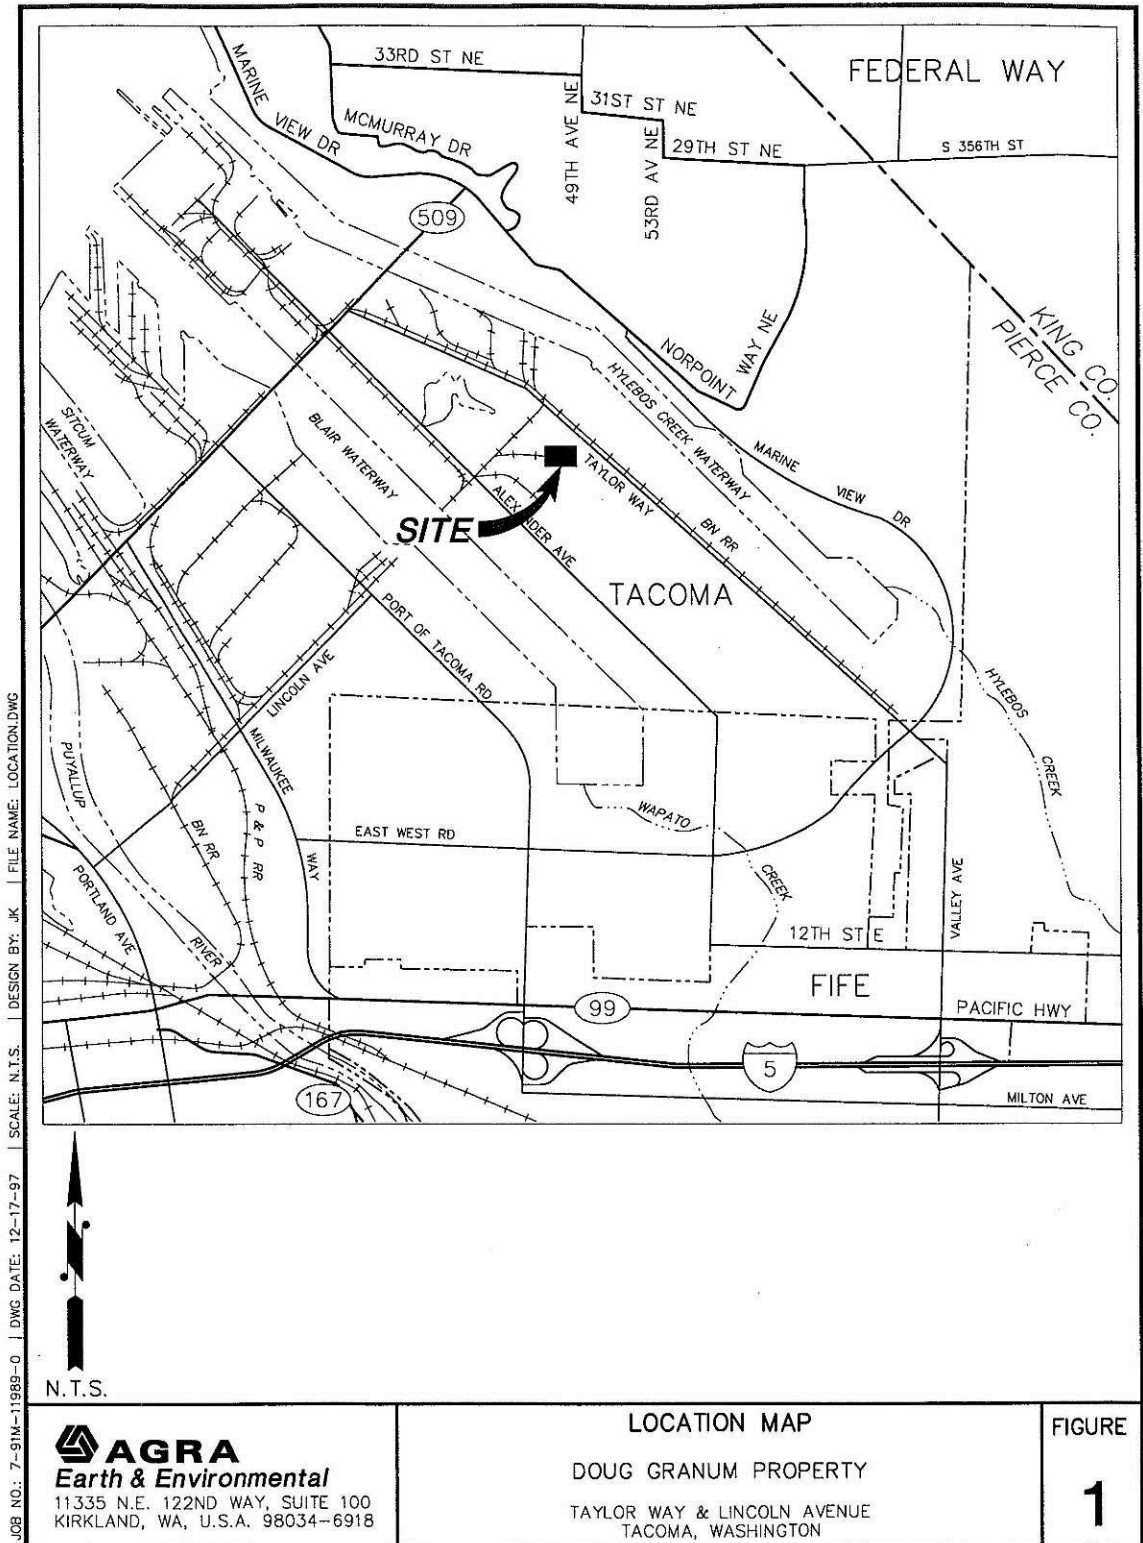 33RD ST NE
FEDERAL WAY
MARINE
VIEW DR
MCMURRAY DR
49TH AVE NE
31ST ST NE
53RD AV NE
29TH ST NE
S 356TH ST
509
KING CO.
PIERCE CO.
NORPOINT
WAY NE
HYLEBOS CREEK WATERWAY
SITCUM
WATERWAY
BLAIR WATERWAY
MARINE
VIEW
DR
TAYLOR WAY
BN RR
ALEXANDER AVE
SITE
TACOMA
PORT OF TACOMA RD
LINCOLN AVE
HYLEBOS
CREEK
MILWAUKEE
WAY
PUYALLUP
RIVER
BN RR
P & P RR
WAPATO
CREEK
EAST WEST RD
PORTLAND AVE
VALLEY AVE
12TH ST E
FIFE
99
PACIFIC HWY
5
167
MILTON AVE
N.T.S.
JOB NO.: 7-91M-11989-0 | DWG DATE: 12-17-97 | SCALE: N.T.S. | DESIGN BY: JK | FILE NAME: LOCATION.DWG
AGRA
Earth & Environmental
11335 N.E. 122ND WAY, SUITE 100
KIRKLAND, WA, U.S.A. 98034-6918
LOCATION MAP
DOUG GRANUM PROPERTY
TAYLOR WAY & LINCOLN AVENUE
TACOMA, WASHINGTON
FIGURE
1